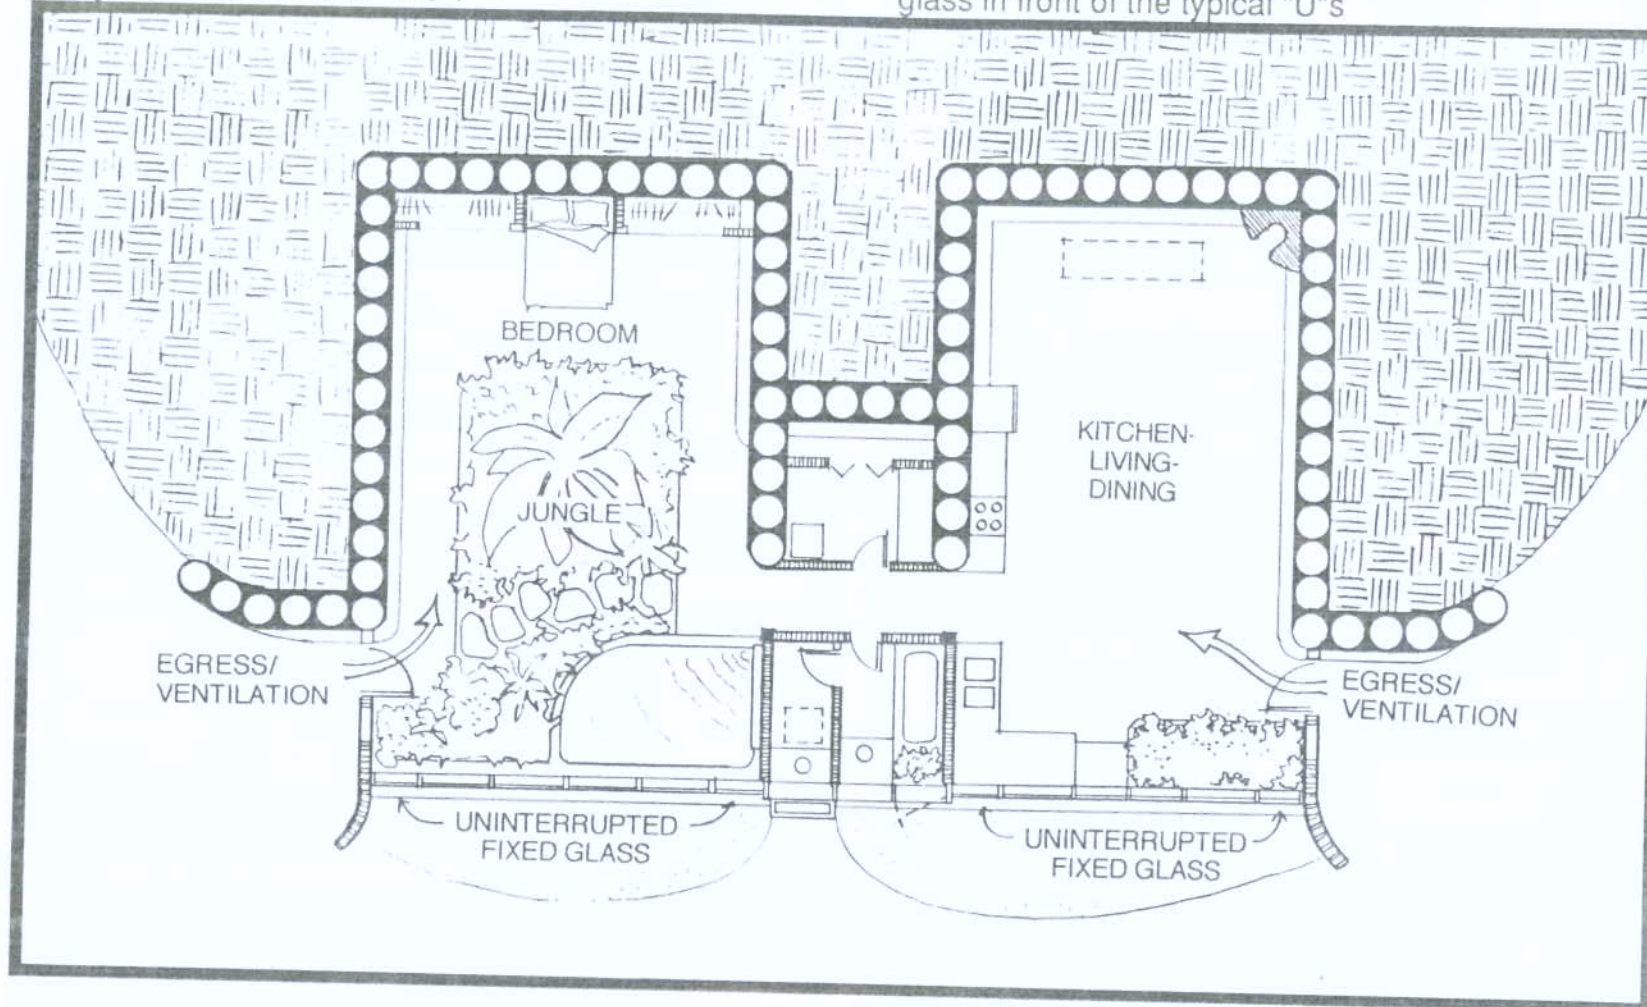 glass in front of the typical "U"s
BEDROOM
JUNGLE
KITCHEN-
LIVING-
DINING
EGRESS/
VENTILATION
EGRESS/
VENTILATION
UNINTERRUPTED
FIXED GLASS
UNINTERRUPTED
FIXED GLASS